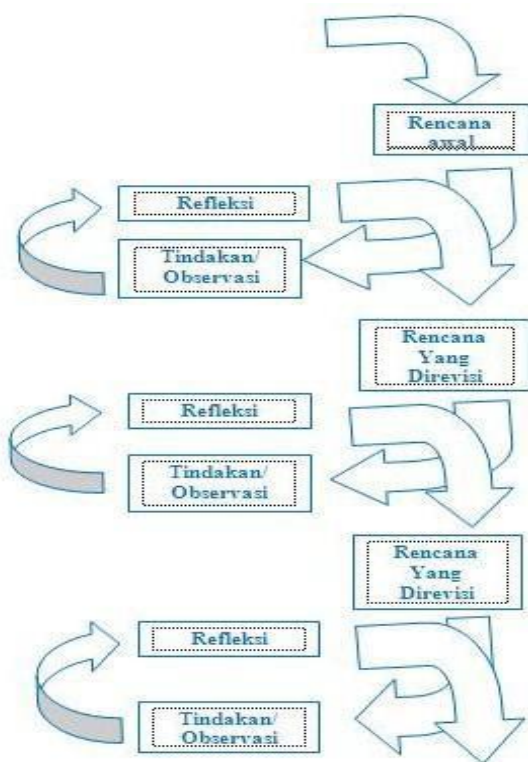 Rencana
awal
Refleksi
Tindakan/
Observasi
Rencana
Yang
Direvisi
Refleksi
Tindakan/
Observasi
Rencana
Yang
Direvisi
Refleksi
Tindakan/
Observasi